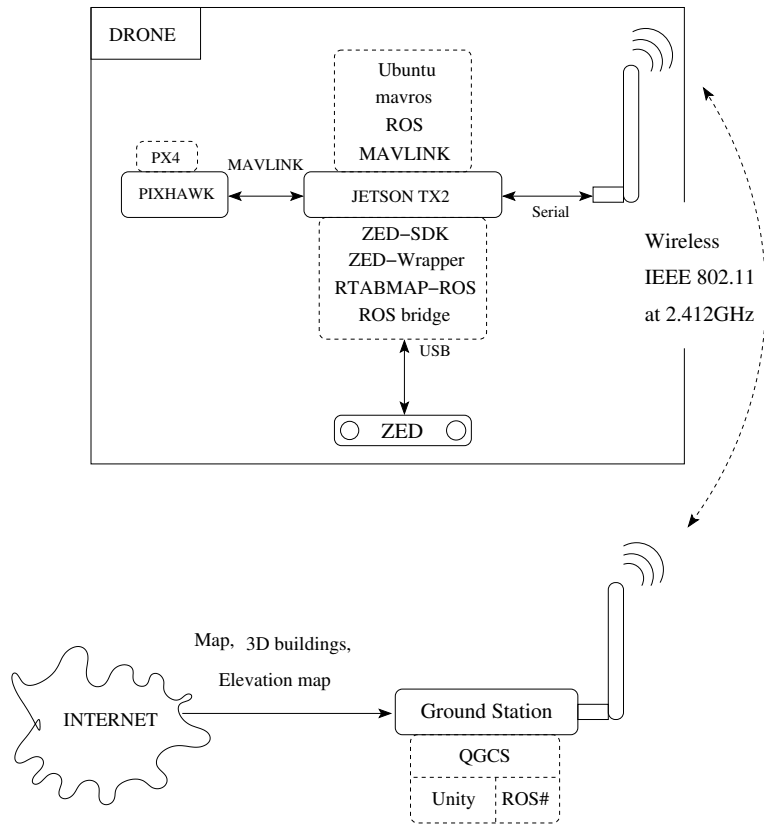 DRONE
Ubuntu
mavros
ROS
MAVLINK
PX4
MAVLINK
PIXHAWK
JETSON TX2
Serial
ZED−SDK
ZED−Wrapper
RTABMAP−ROS
ROS bridge
USB
ZED
Wireless
IEEE 802.11
at 2.412GHz
Map, 3D buildings,
Elevation map
INTERNET
Ground Station
QGCS
Unity
ROS#